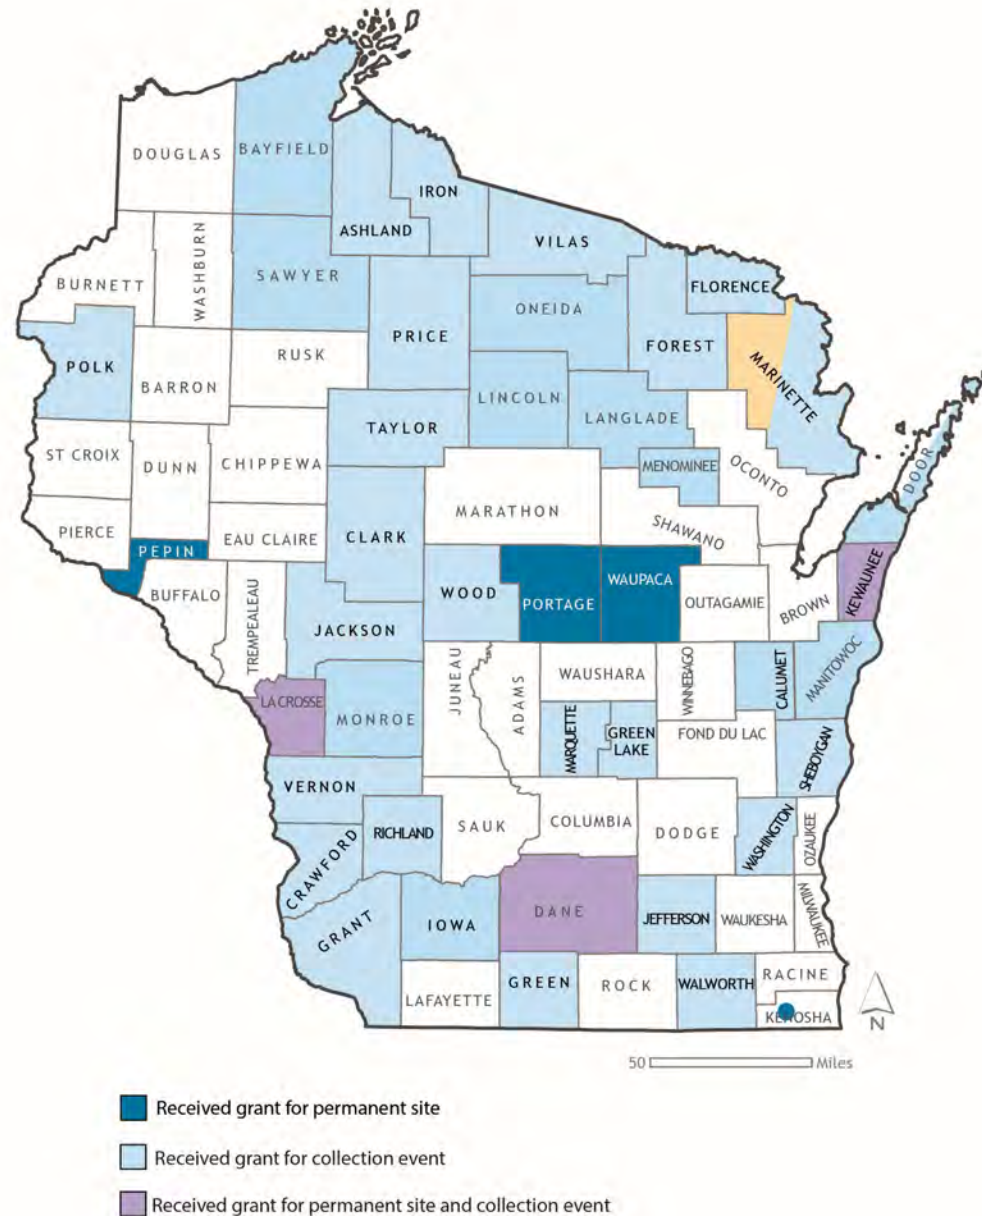 DOUGLAS
BAYFIELD
IRON
ASHLAND
VILAS
WASHBURN
SAWYER
BURNETT
FLORENCE
ONEIDA
PRICE
FOREST
RUSK
POLK
BARRON
MARINETTE
LINCOLN
TAYLOR
LANGLADE
ST CROIX
DUNN
CHIPPEWA
MENOMINEE
OCONTO
DOOR
MARATHON
SHAWANO
PIERCE
EAU CLAIRE
CLARK
PEPIN
BUFFALO
WOOD
PORTAGE
WAUPACA
OUTAGAMIE
BROWN
KEWAUNEE
TREMPEALEAU
JACKSON
JUNEAU
ADAMS
WAUSHARA
WINNEBAGO
CALUMET
MANITOWOC
LA CROSSE
MONROE
MARQUETTE
GREEN
LAKE
FOND DU LAC
SHEBOYGAN
VERNON
RICHLAND
SAUK
COLUMBIA
DODGE
WASHINGTON
OZAUKEE
CRAWFORD
GRANT
IOWA
DANE
JEFFERSON
WAUKESHA
MILWAUKEE
LAFAYETTE
GREEN
ROCK
WALWORTH
RACINE
KENOSHA
N
50 Miles
Received grant for permanent site
Received grant for collection event
Received grant for permanent site and collection event